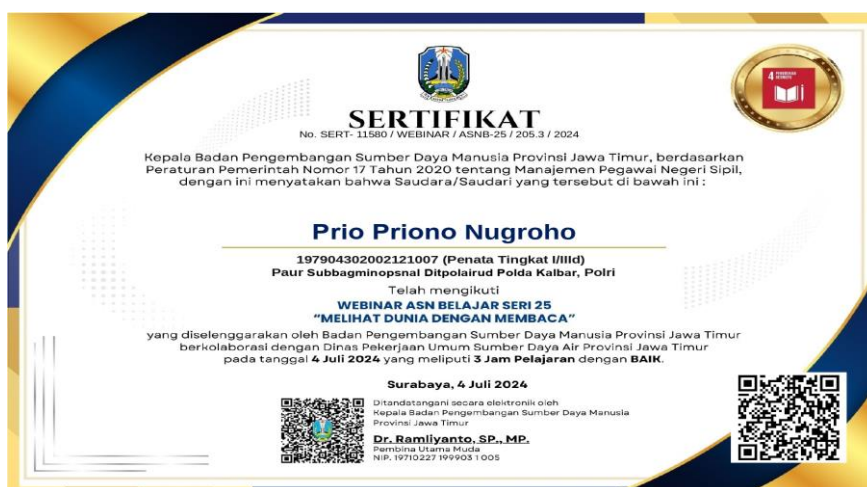 SERTIFIKAT
No. SERT- 11580 / WEBINAR / ASNB-25 / 205.3 / 2024
4 PENDIDIKAN
Kepala Badan Pengembangan Sumber Daya Manusia Provinsi Jawa Timur, berdasarkan
Peraturan Pemerintah Nomor 17 Tahun 2020 tentang Manajemen Pegawai Negeri Sipil,
dengan ini menyatakan bahwa Saudara/Saudari yang tersebut di bawah ini :
Prio Priono Nugroho
197904302002121007 (Penata Tingkat I/IIId)
Paur Subbagminopsnal Ditpolairud Polda Kalbar, Polri
Telah mengikuti
WEBINAR ASN BELAJAR SERI 25
“MELIHAT DUNIA DENGAN MEMBACA”
yang diselenggarakan oleh Badan Pengembangan Sumber Daya Manusia Provinsi Jawa Timur
berkolaborasi dengan Dinas Pekerjaan Umum Sumber Daya Air Provinsi Jawa Timur
pada tanggal 4 Juli 2024 yang meliputi 3 Jam Pelajaran dengan BAIK.
Surabaya, 4 Juli 2024
Ditandatangani secara elektronik oleh
Kepala Badan Pengembangan Sumber Daya Manusia
Provinsi Jawa Timur
Dr. Ramliyanto, SP., MP.
Pembina Utama Muda
NIP. 19710227 199903 1 005